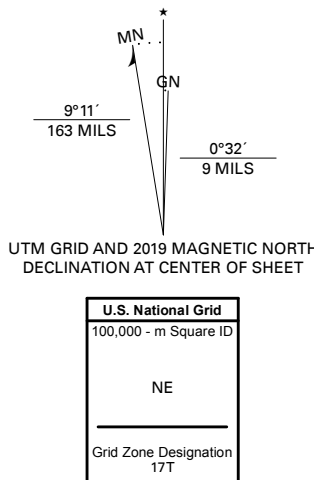 ★
MN
GN
9°11´
163 MILS
0°32´
9 MILS
UTM GRID AND 2019 MAGNETIC NORTH
DECLINATION AT CENTER OF SHEET
U.S. National Grid
100,000 - m Square ID
NE
Grid Zone Designation
17T